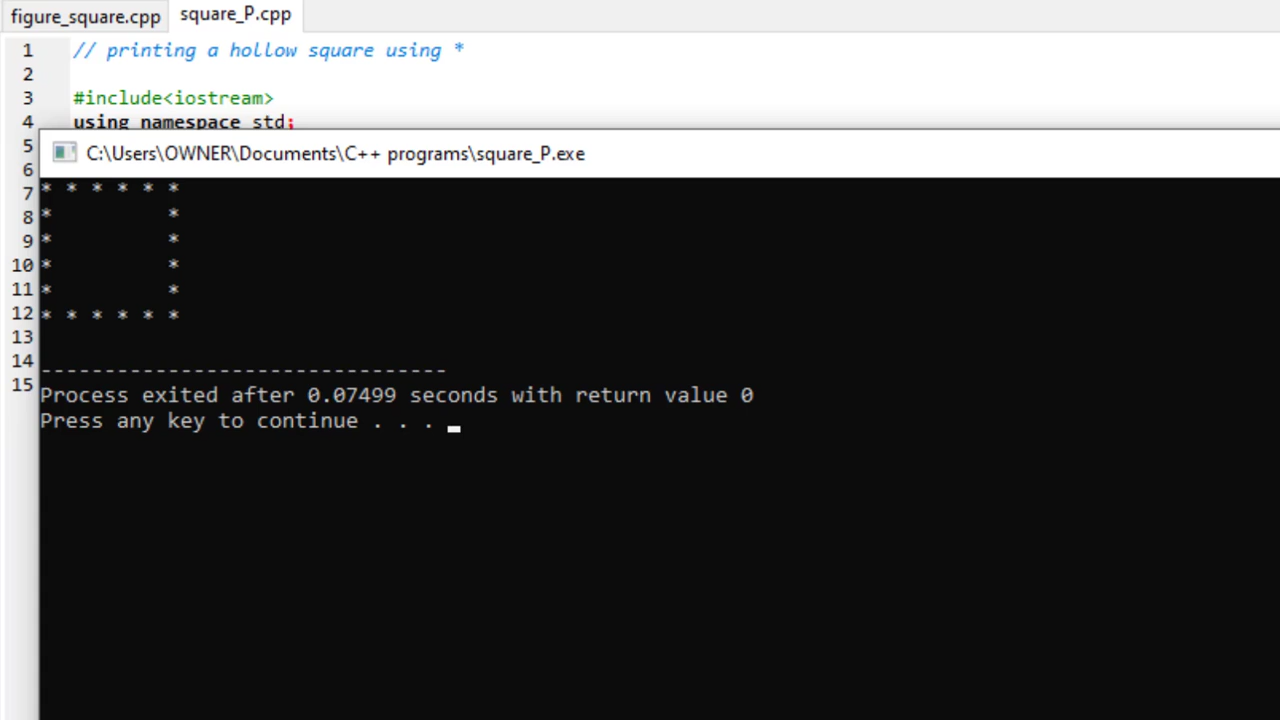 figure_square.cpp square_P.cpp
1 // printing a hollow square using *
2
3 #include<iostream>
4 using namespace std;
5
C:\Users\OWNER\Documents\C++ programs\square_P.exe
6
7 * * * * * *
8 *         *
9 *         *
10 *         *
11 *         *
12 * * * * * *
13
14 --------------------------------
15 Process exited after 0.07499 seconds with return value 0
Press any key to continue . . . _